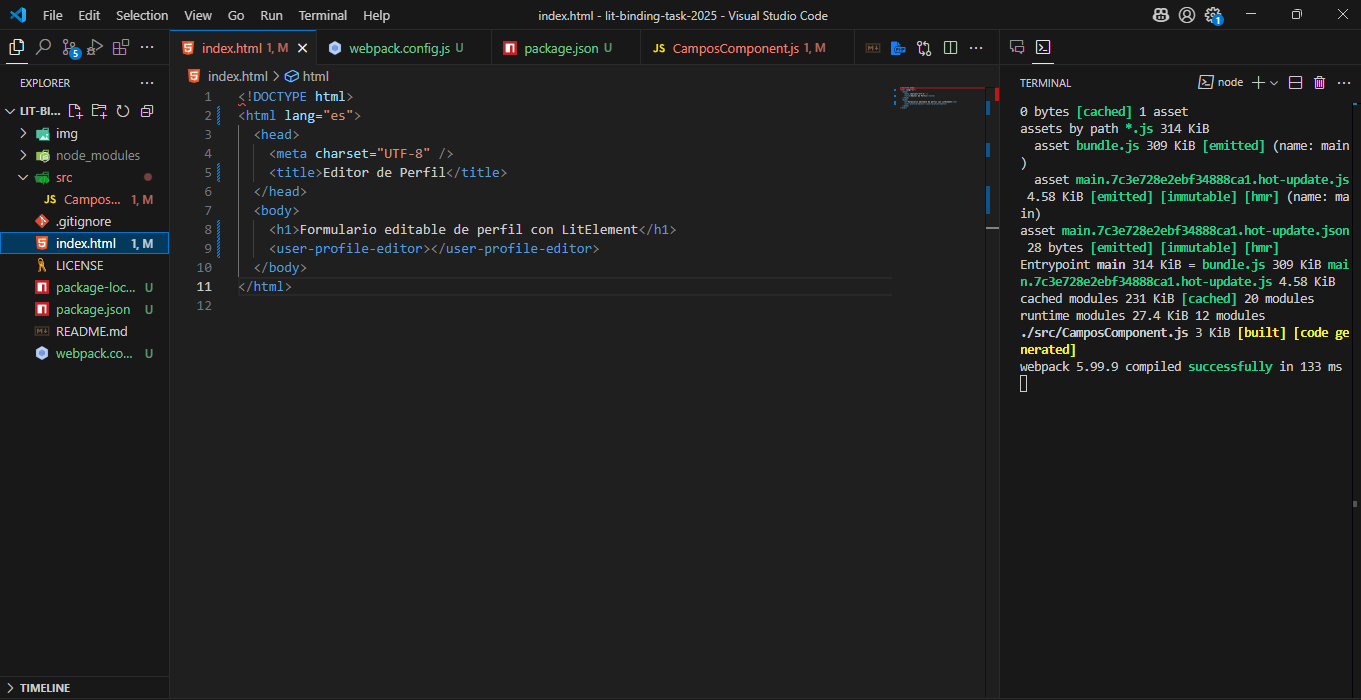 File Edit Selection View Go Run Terminal Help
index.html - lit-binding-task-2025 - Visual Studio Code
1
5
EXPLORER
LIT-BI...
img
node_modules
src
JS Campos... 1, M
.gitignore
index.html 1, M
LICENSE
package-loc... U
package.json U
README.md
webpack.co... U
TIMELINE
index.html 1, M
webpack.config.js U
package.json U
JS CamposComponent.js 1, M
index.html > html
1 <!DOCTYPE html>
2 <html lang="es">
3 <head>
4 <meta charset="UTF-8" />
5 <title>Editor de Perfil</title>
6 </head>
7 <body>
8 <h1>Formulario editable de perfil con LitElement</h1>
9 <user-profile-editor></user-profile-editor>
10 </body>
11 </html>
12
TERMINAL
node
0 bytes [cached] 1 asset
assets by path *.js 314 KiB
asset bundle.js 309 KiB [emitted] (name: main
)
asset main.7c3e728e2ebf34888ca1.hot-update.js
4.58 KiB [emitted] [immutable] [hmr] (name: ma
in)
asset main.7c3e728e2ebf34888ca1.hot-update.json
28 bytes [emitted] [immutable] [hmr]
Entrypoint main 314 KiB = bundle.js 309 KiB mai
n.7c3e728e2ebf34888ca1.hot-update.js 4.58 KiB
cached modules 231 KiB [cached] 20 modules
runtime modules 27.4 KiB 12 modules
./src/CamposComponent.js 3 KiB [built] [code ge
nerated]
webpack 5.99.9 compiled successfully in 133 ms